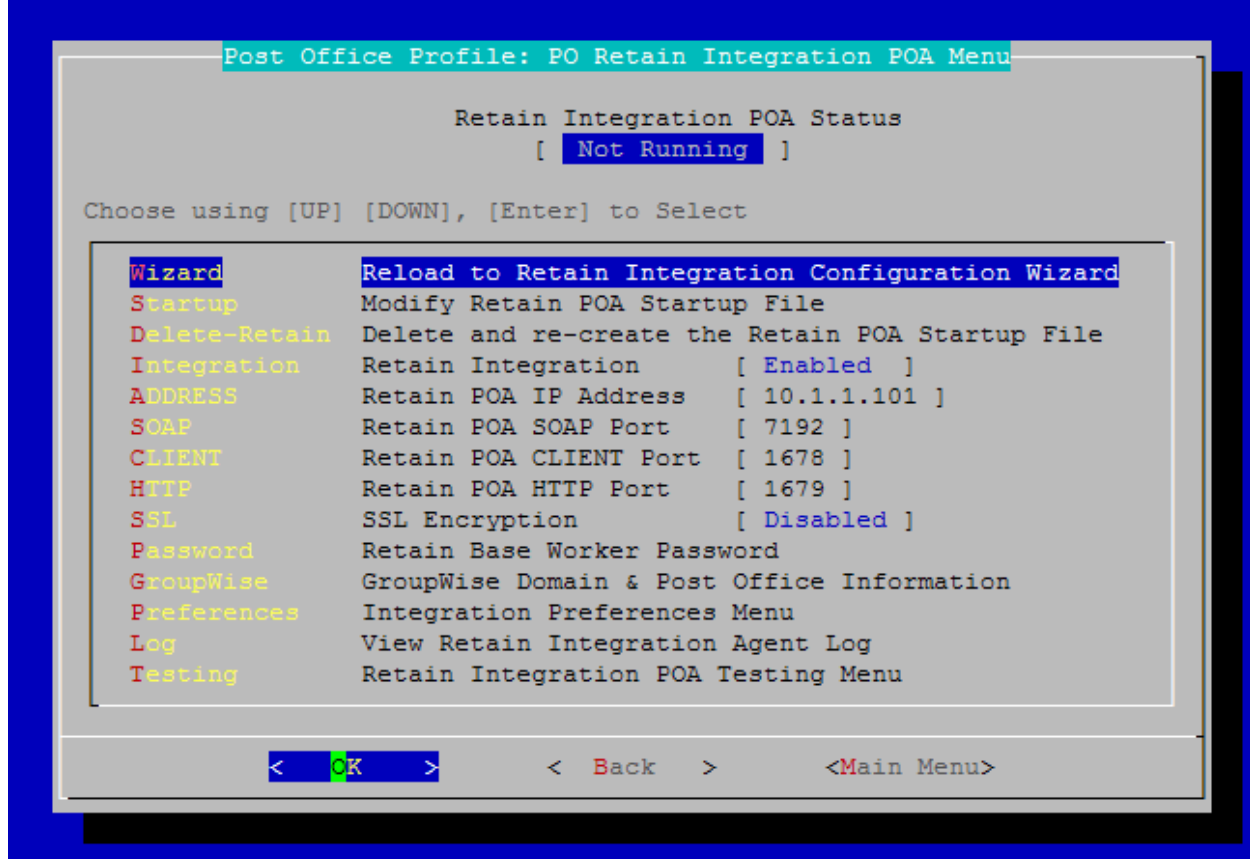 Post Office Profile: PO Retain Integration POA Menu
Retain Integration POA Status
[ Not Running ]
Choose using [UP] [DOWN], [Enter] to Select
Wizard Reload to Retain Integration Configuration Wizard
Startup Modify Retain POA Startup File
Delete-Retain Delete and re-create the Retain POA Startup File
Integration Retain Integration [ Enabled ]
ADDRESS Retain POA IP Address [ 10.1.1.101 ]
SOAP Retain POA SOAP Port [ 7192 ]
CLIENT Retain POA CLIENT Port [ 1678 ]
HTTP Retain POA HTTP Port [ 1679 ]
SSL SSL Encryption [ Disabled ]
Password Retain Base Worker Password
GroupWise GroupWise Domain & Post Office Information
Preferences Integration Preferences Menu
Log View Retain Integration Agent Log
Testing Retain Integration POA Testing Menu
< OK > < Back > <Main Menu>